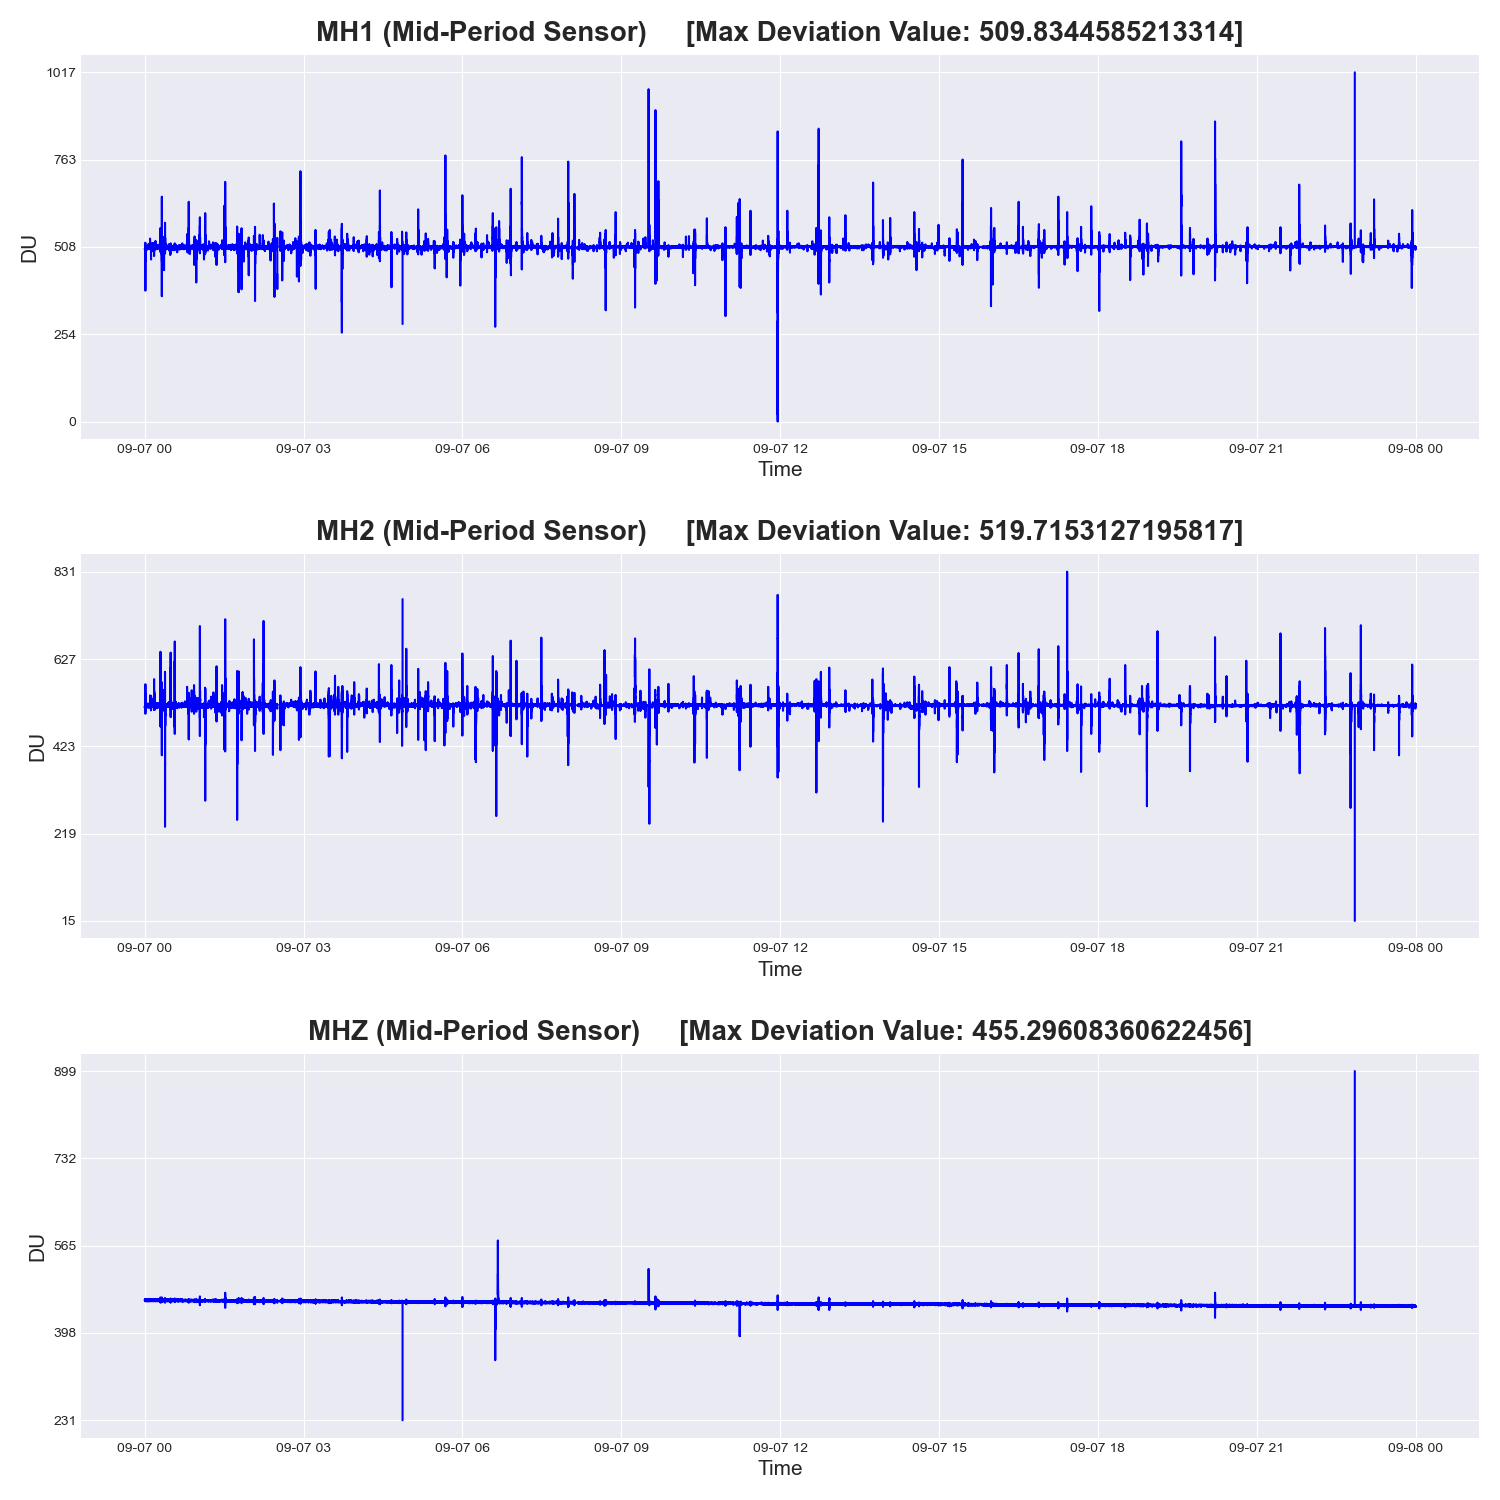 MH1 (Mid-Period Sensor) [Max Deviation Value: 509.8344585213314]
1017
763
508
254
0
DU
09-07 00 09-07 03 09-07 06 09-07 09 09-07 12 09-07 15 09-07 18 09-07 21 09-08 00
Time
MH2 (Mid-Period Sensor) [Max Deviation Value: 519.7153127195817]
831
627
423
219
15
DU
09-07 00 09-07 03 09-07 06 09-07 09 09-07 12 09-07 15 09-07 18 09-07 21 09-08 00
Time
MHZ (Mid-Period Sensor) [Max Deviation Value: 455.29608360622456]
899
732
565
398
231
DU
09-07 00 09-07 03 09-07 06 09-07 09 09-07 12 09-07 15 09-07 18 09-07 21 09-08 00
Time